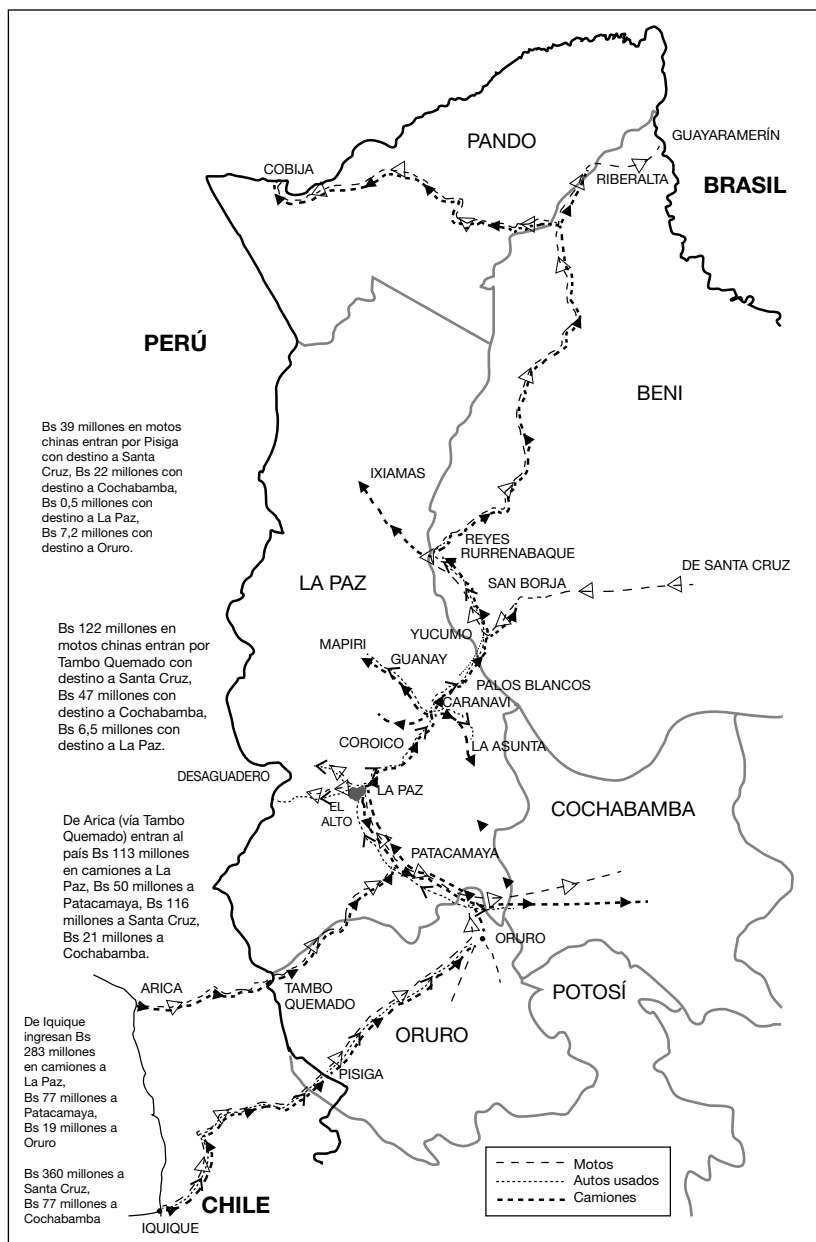 GUAYARAMERÍN
PANDO
COBIJA
RIBERALTA
BRASIL
PERÚ
BENI
Bs 39 millones en motos
chinas entran por Pisiga
con destino a Santa
Cruz, Bs 22 millones con
destino a Cochabamba,
Bs 0,5 millones con
destino a La Paz,
Bs 7,2 millones con
destino a Oruro.
IXIAMAS
REYES
RURRENABAQUE
DE SANTA CRUZ
SAN BORJA
LA PAZ
Bs 122 millones en
motos chinas entran por
Tambo Quemado con
destino a Santa Cruz,
Bs 47 millones con
destino a Cochabamba,
Bs 6,5 millones con
destino a La Paz.
YUCUMO
MAPIRI
GUANAY
PALOS BLANCOS
CARANAVI
COROICO
LA ASUNTA
DESAGUADERO
LA PAZ
EL
ALTO
COCHABAMBA
De Arica (vía Tambo
Quemado) entran al
país Bs 113 millones
en camiones a La
Paz, Bs 50 millones a
Patacamaya, Bs 116
millones a Santa Cruz,
Bs 21 millones a
Cochabamba.
PATACAMAYA
ORURO
ARICA
TAMBO
QUEMADO
POTOSÍ
De Iquique
ingresan Bs
283 millones
en camiones a
La Paz,
Bs 77 millones a
Patacamaya,
Bs 19 millones a
Oruro
ORURO
PISIGA
Bs 360 millones a
Santa Cruz,
Bs 77 millones a
Cochabamba
CHILE
IQUIQUE
Motos
Autos usados
Camiones